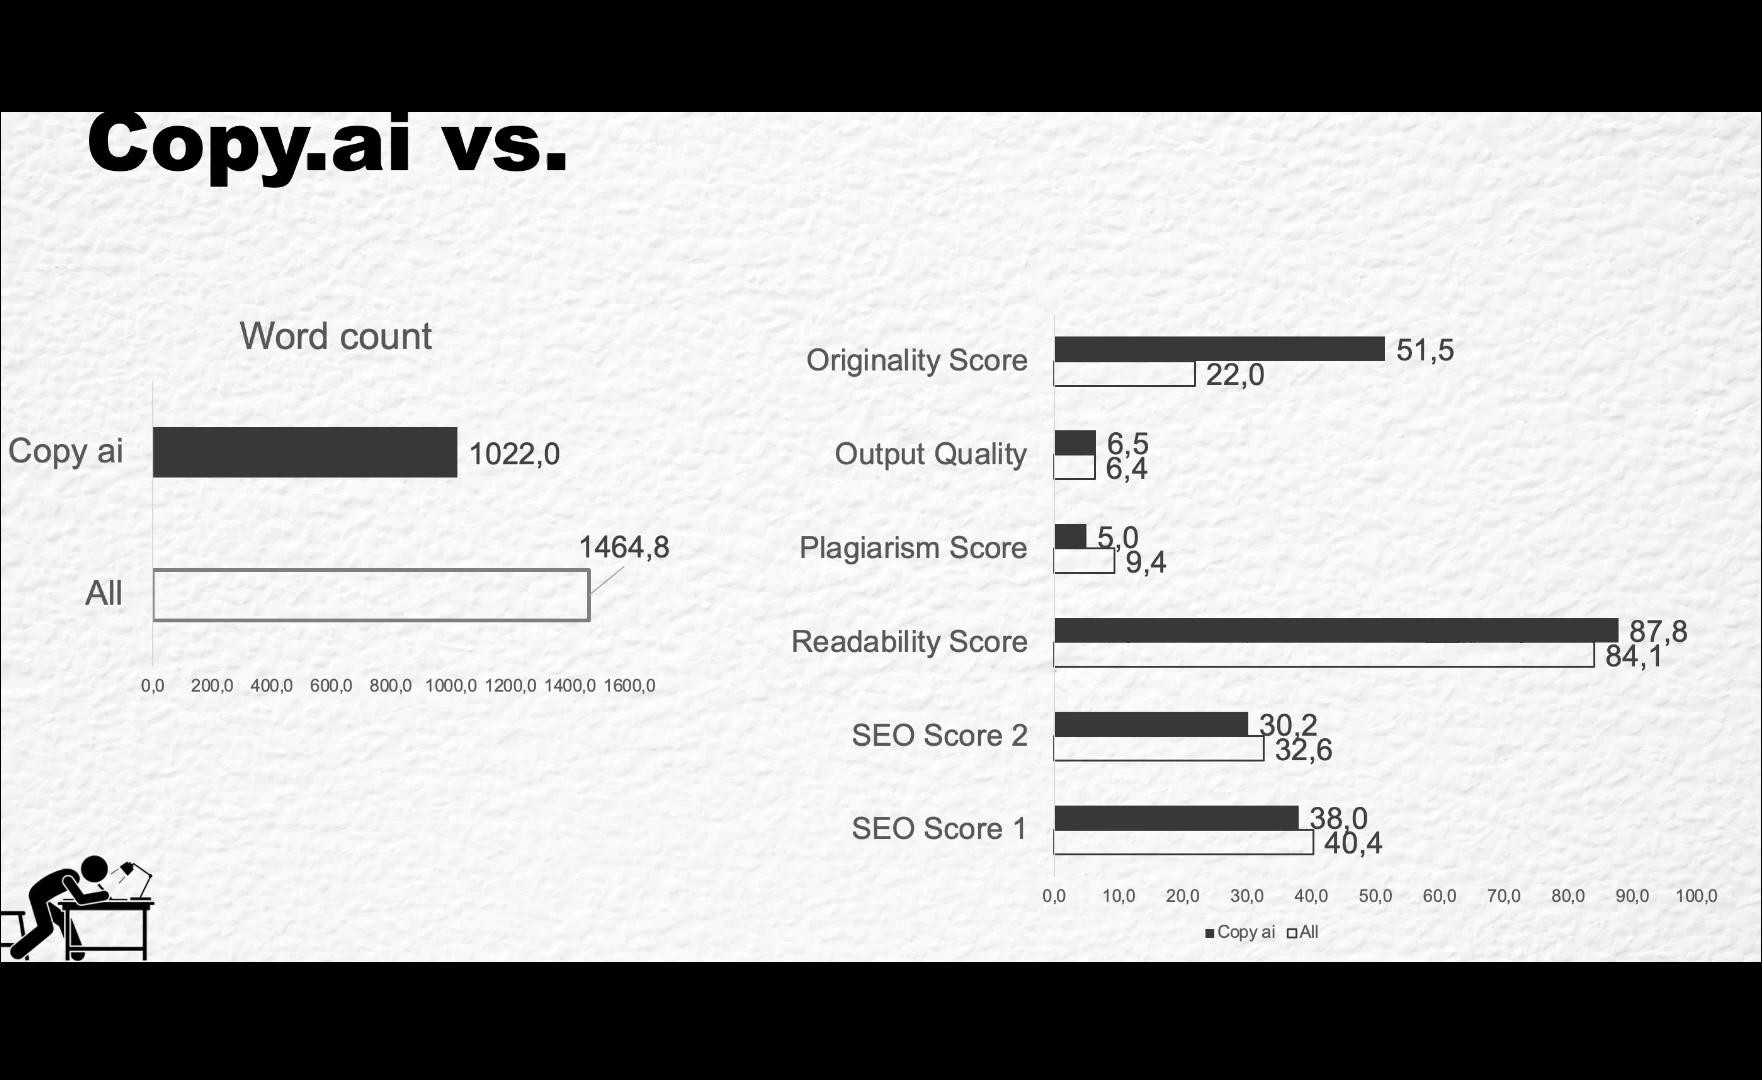 Copy.ai vs.
Word count
Copy ai
1022,0
1464,8
All
0,0 200,0 400,0 600,0 800,0 1000,0 1200,0 1400,0 1600,0
Originality Score
51,5
22,0
Output Quality
6,5
6,4
Plagiarism Score
5,0
9,4
Readability Score
87,8
84,1
SEO Score 2
30,2
32,6
SEO Score 1
38,0
40,4
0,0 10,0 20,0 30,0 40,0 50,0 60,0 70,0 80,0 90,0 100,0
Copy ai All